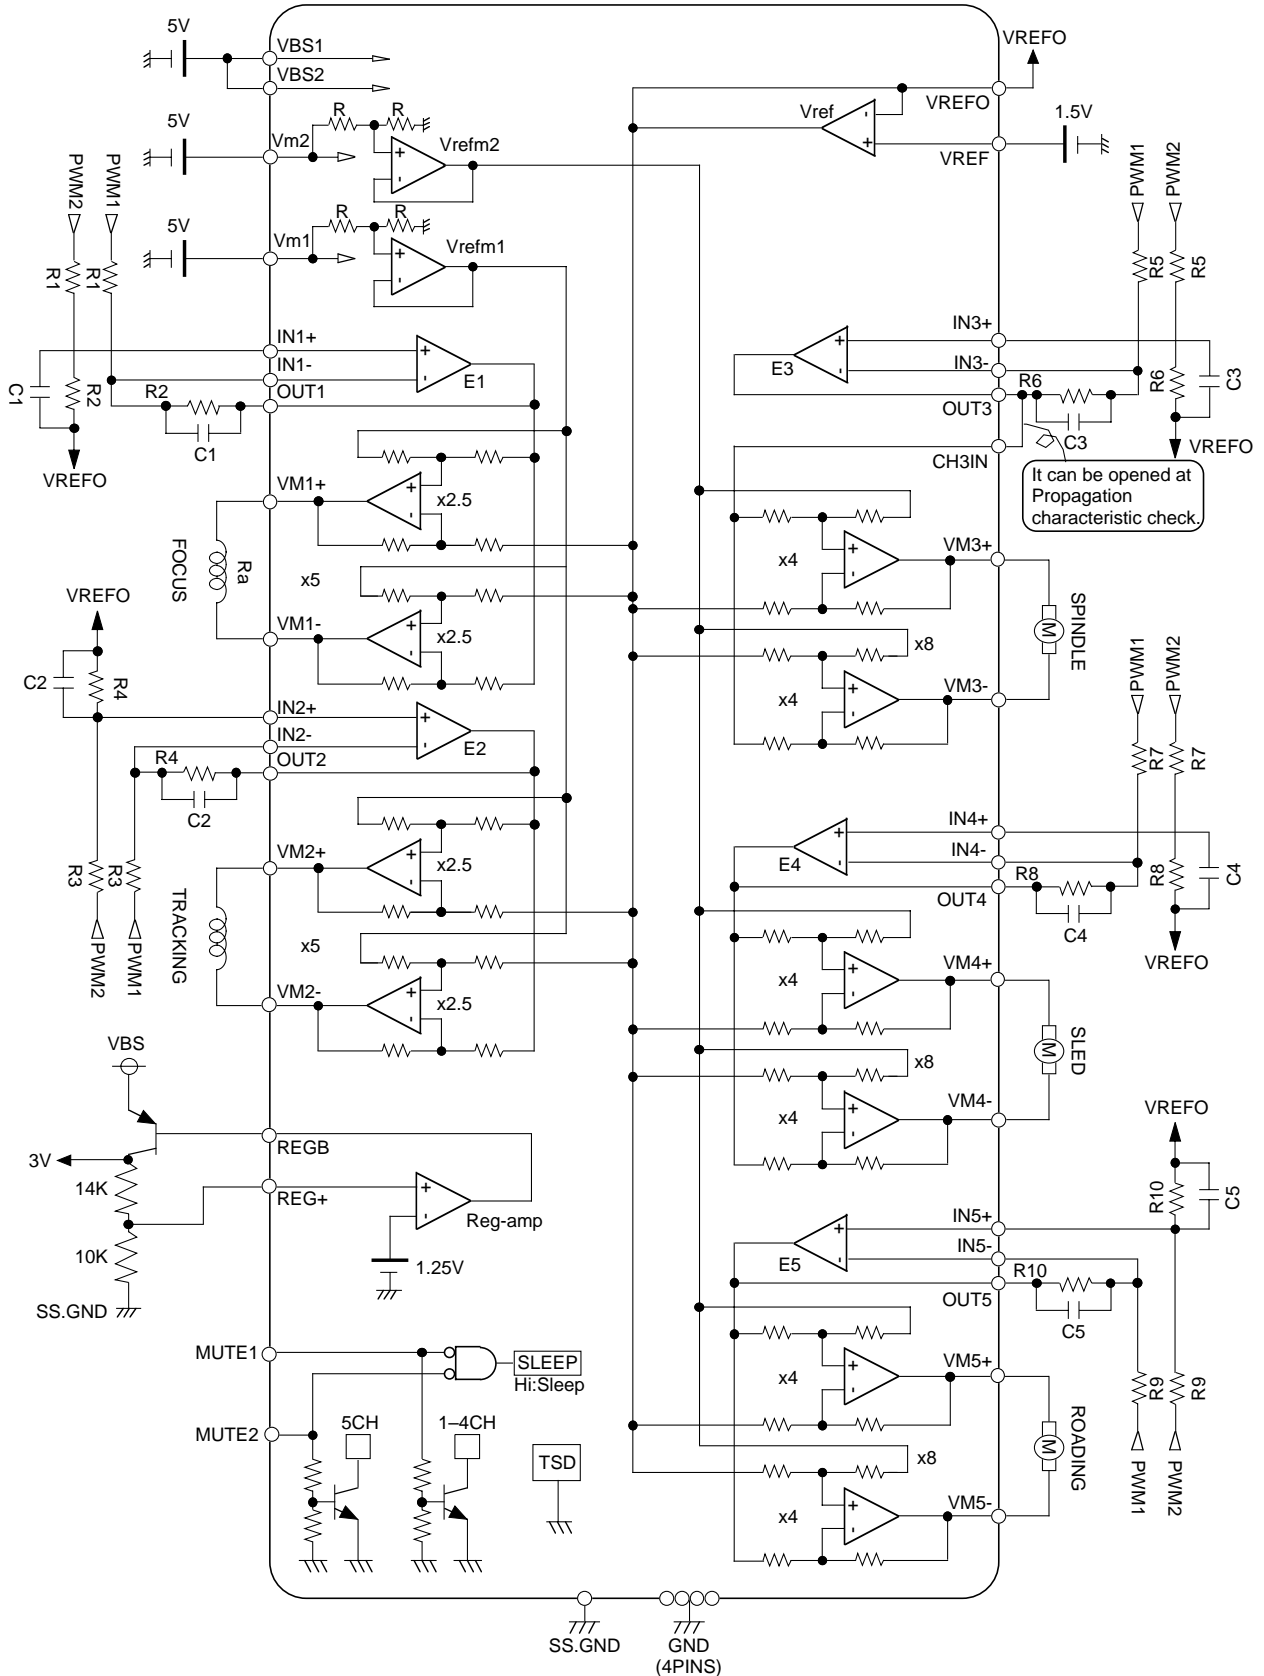 5V
VBS1
VBS2
VREFO
VREFO
Vref
1.5V
VREF
R
R
5V
Vm2
Vrefm2
PWM2
PWM1
PWM1
PWM2
R
R
5V
Vm1
Vrefm1
R1
R1
R5
R5
IN1+
IN1-
OUT1
E1
C1
R2
R2
C1
VREFO
IN3+
IN3-
OUT3
E3
R6
R6
C3
C3
VREFO
CH3IN
It can be opened at
Propagation
characteristic check.
VM1+
x2.5
FOCUS
Ra
x5
VM1-
x2.5
VM3+
x4
SPINDLE
x8
VM3-
x4
VREFO
C2
R4
IN2+
IN2-
OUT2
E2
R4
C2
PWM1
PWM2
R7
R7
IN4+
IN4-
OUT4
E4
R8
R8
C4
C4
VREFO
VM2+
x2.5
R3
R3
TRACKING
x5
PWM2
PWM1
VM2-
x2.5
VM4+
x4
SLED
x8
VM4-
x4
VBS
REGB
3V
14K
REG+
Reg-amp
10K
1.25V
SS.GND
VREFO
R10
C5
IN5+
IN5-
OUT5
E5
R10
C5
MUTE1
SLEEP
Hi:Sleep
MUTE2
5CH
1–4CH
TSD
VM5+
x4
ROADING
R9
R9
PWM1
PWM2
x8
VM5-
x4
SS.GND
GND
(4PINS)
M
M
M
+
-
+
-
+
-
+
-
+
-
+
-
+
-
+
-
+
-
+
-
+
-
+
-
+
-
+
-
+
-
+
-
+
-
+
-
+
-